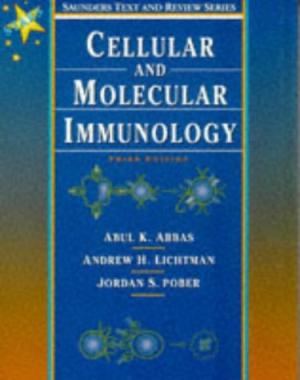 SAUNDERS TEXT AND REVIEW SERIES
CELLULAR
AND
MOLECULAR
IMMUNOLOGY
THIRD EDITION
ABUL K. ABBAS
ANDREW H. LICHTMAN
JORDAN S. POBER